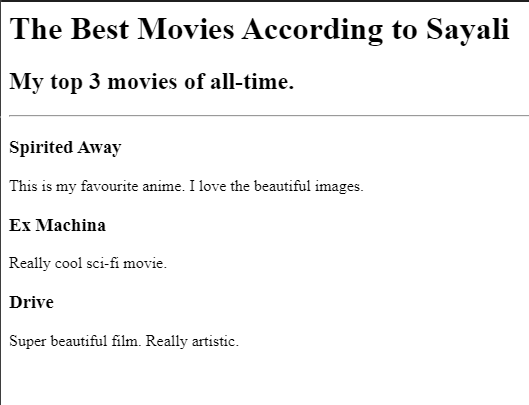 The Best Movies According to Sayali
My top 3 movies of all-time.
Spirited Away
This is my favourite anime. I love the beautiful images.
Ex Machina
Really cool sci-fi movie.
Drive
Super beautiful film. Really artistic.